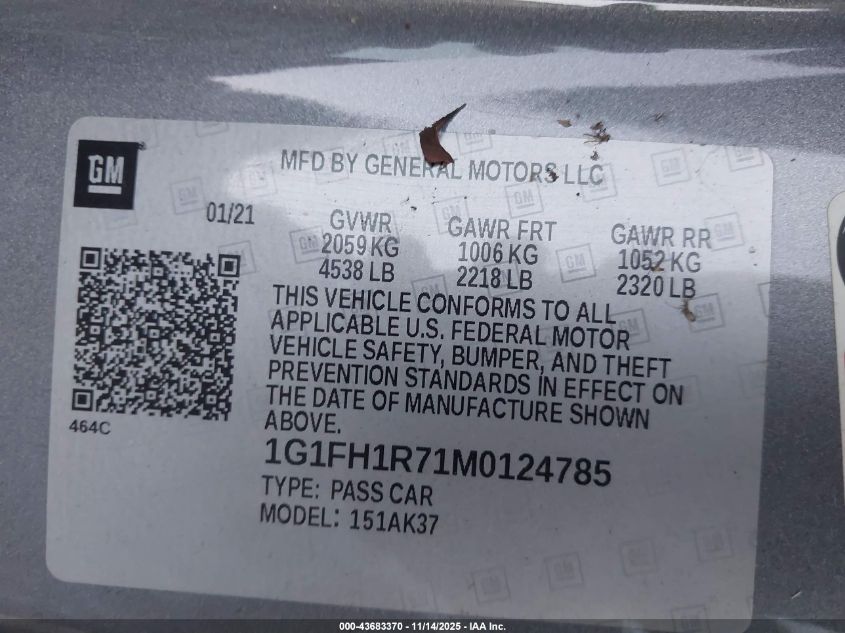 GM
MFD BY GENERAL MOTORS LLC
01/21
GVWR
2059 KG
4538 LB
GAWR FRT
1006 KG
2218 LB
GAWR RR
1052 KG
2320 LB
THIS VEHICLE CONFORMS TO ALL
APPLICABLE U.S. FEDERAL MOTOR
VEHICLE SAFETY, BUMPER, AND THEFT
PREVENTION STANDARDS IN EFFECT ON
THE DATE OF MANUFACTURE SHOWN
ABOVE.
464C
1G1FH1R71M0124785
TYPE: PASS CAR
MODEL: 151AK37
000-43683370 - 11/14/2025 - IAA Inc.